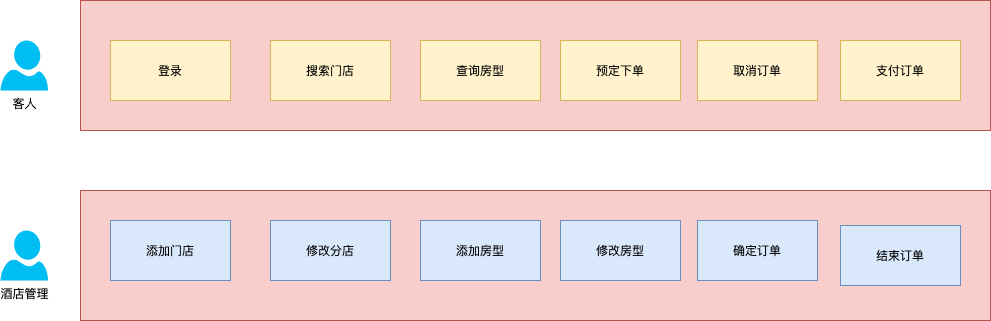 登录
搜索门店
查询房型
预定下单
取消订单
支付订单
客人
添加门店
修改分店
添加房型
修改房型
确定订单
结束订单
酒店管理